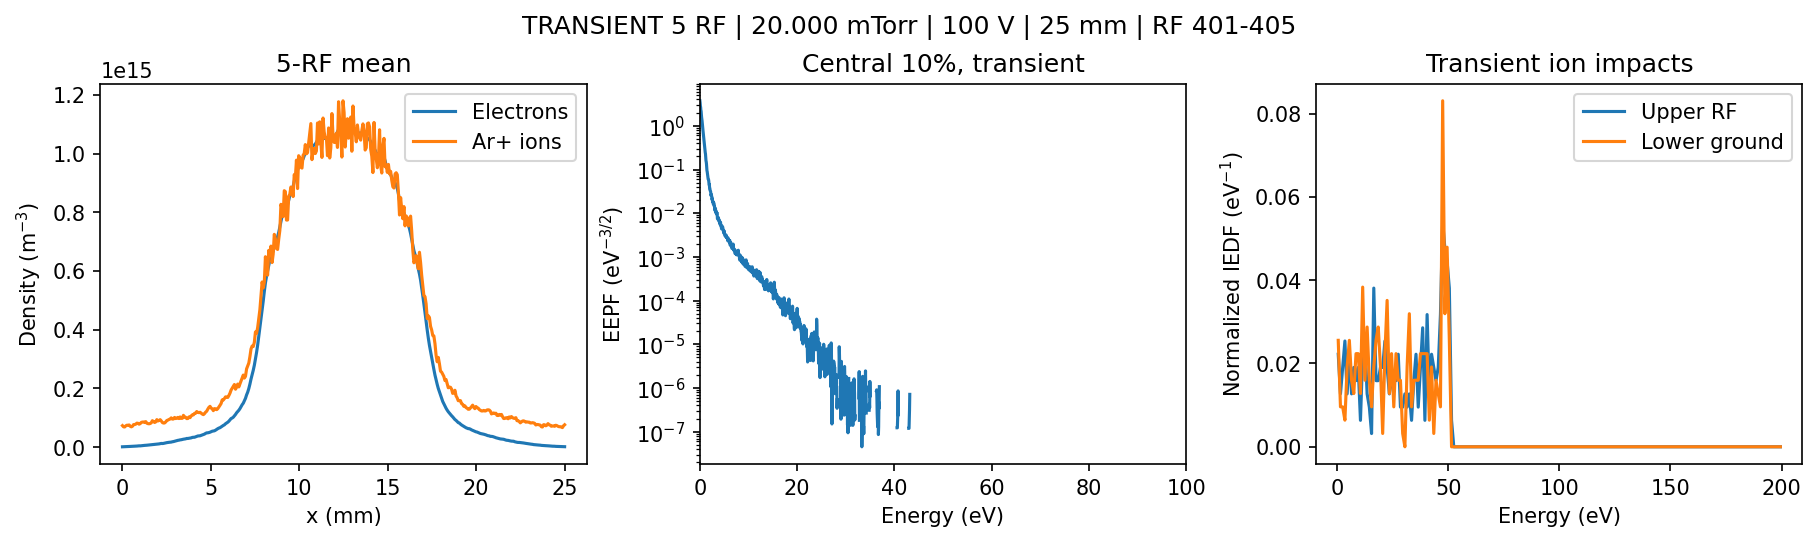 TRANSIENT 5 RF | 20.000 mTorr | 100 V | 25 mm | RF 401-405
5-RF mean
1e15
Density (m⁻³)
1.2
1.0
0.8
0.6
0.4
0.2
0.0
Electrons
Ar+ ions
0 5 10 15 20 25
x (mm)
Central 10%, transient
EEPF (eV⁻³/²)
10⁰
10⁻¹
10⁻²
10⁻³
10⁻⁴
10⁻⁵
10⁻⁶
10⁻⁷
0 20 40 60 80 100
Energy (eV)
Transient ion impacts
Normalized IEDF (eV⁻¹)
0.08
0.06
0.04
0.02
0.00
Upper RF
Lower ground
0 50 100 150 200
Energy (eV)